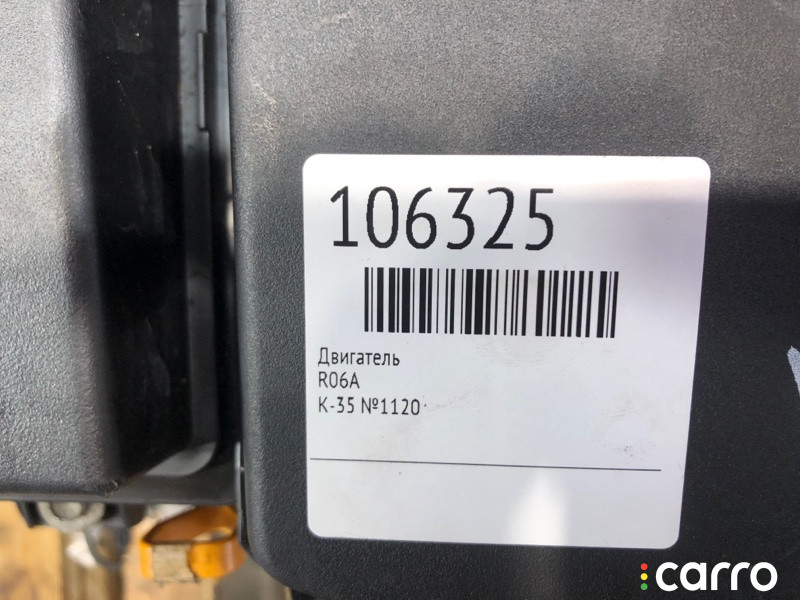 106325
Двигатель
R06A
К-35 №1120
carro